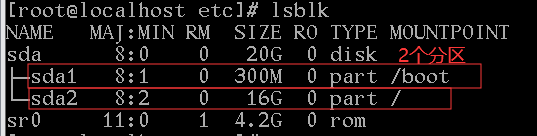 [root@localhost etc]# lsblk
NAME MAJ:MIN RM SIZE RO TYPE MOUNTPOINT
sda 8:0 0 20G 0 disk 2个分区
├─sda1 8:1 0 300M 0 part /boot
└─sda2 8:2 0 16G 0 part /
sr0 11:0 1 4.2G 0 rom